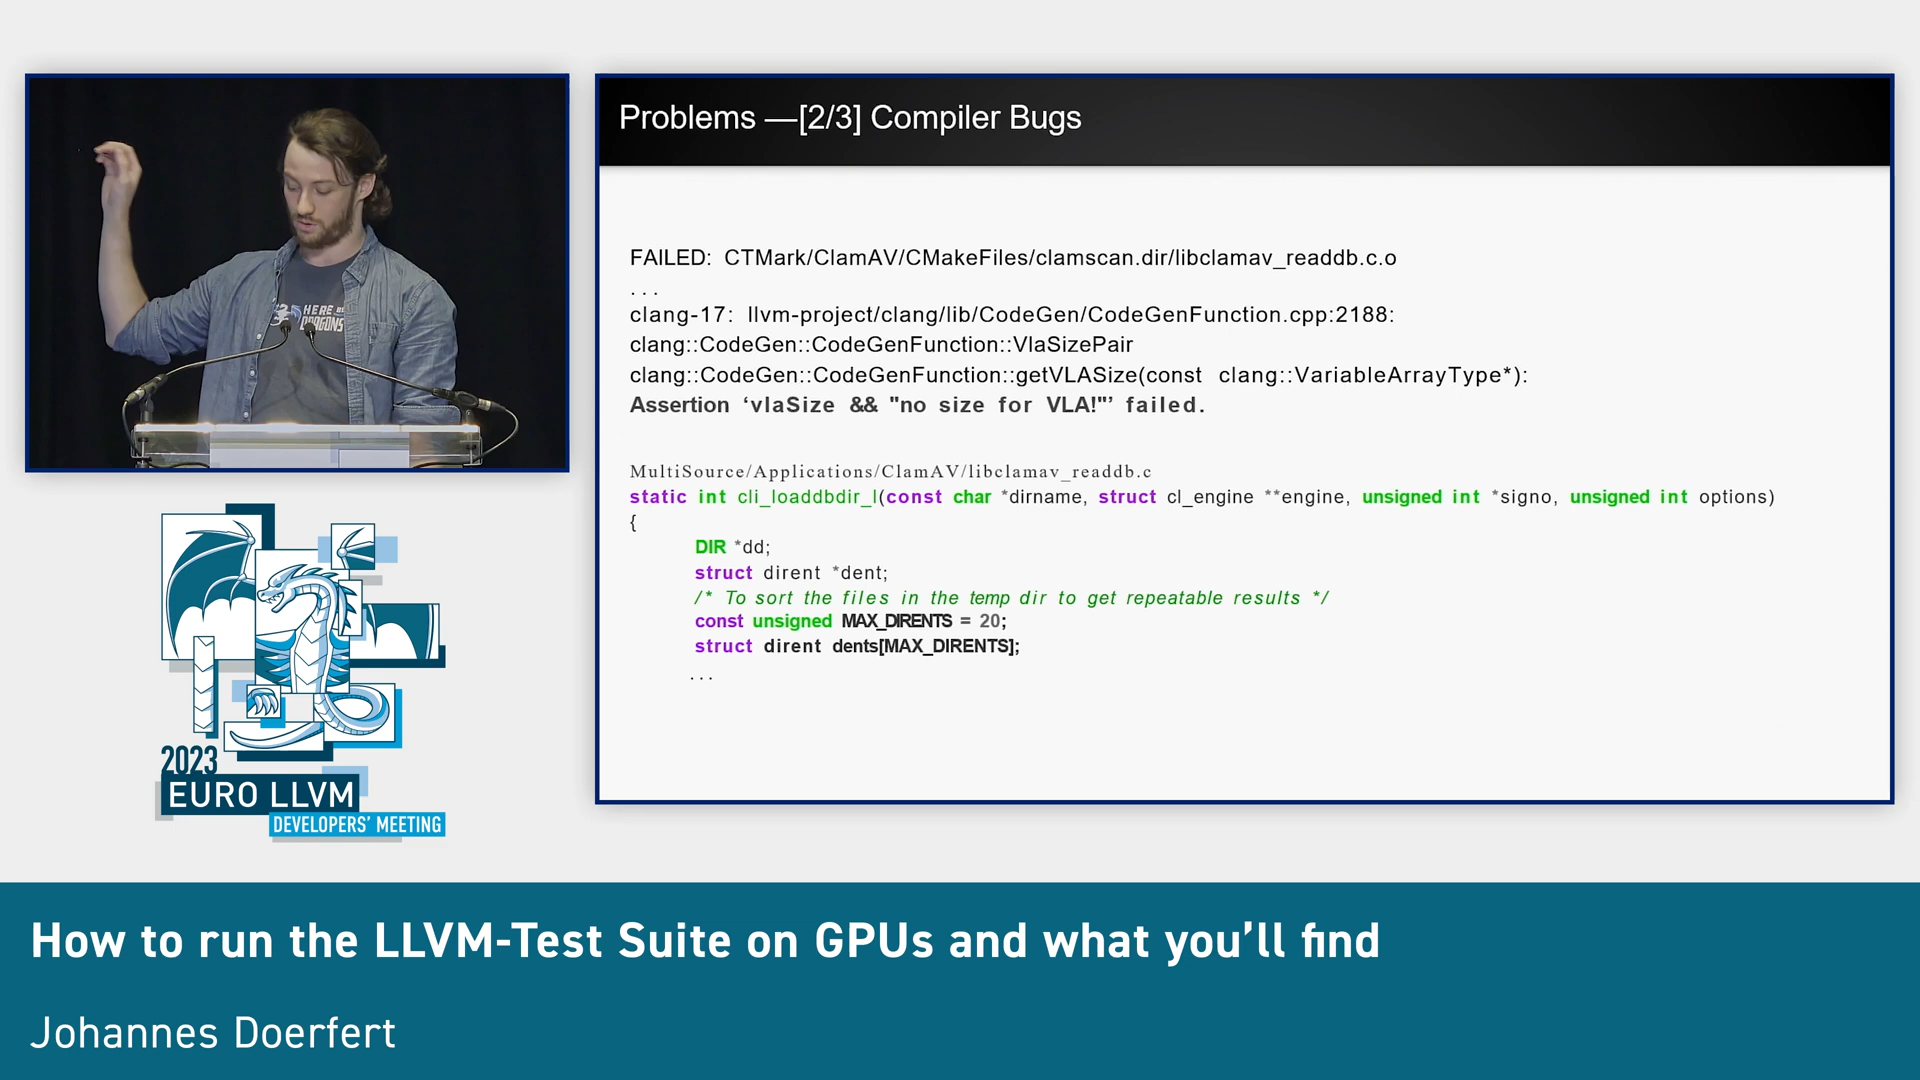 Problems —[2/3] Compiler Bugs
FAILED: CTMark/ClamAV/CMakeFiles/clamscan.dir/libclamav_readdb.c.o
...
clang-17: llvm-project/clang/lib/CodeGen/CodeGenFunction.cpp:2188:
clang::CodeGen::CodeGenFunction::VlaSizePair
clang::CodeGen::CodeGenFunction::getVLASize(const clang::VariableArrayType*):
Assertion ‘vlaSize && "no size for VLA!"’ failed.
MultiSource/Applications/ClamAV/libclamav_readdb.c
static int cli_loaddbdir_l(const char *dirname, struct cl_engine **engine, unsigned int *signo, unsigned int options)
{
DIR *dd;
struct dirent *dent;
/* To sort the files in the temp dir to get repeatable results */
const unsigned MAX_DIRENTS = 20;
struct dirent dents[MAX_DIRENTS];
...
HERE BE
DRAGONS
2023
EURO LLVM
DEVELOPERS’ MEETING
How to run the LLVM-Test Suite on GPUs and what you’ll find
Johannes Doerfert